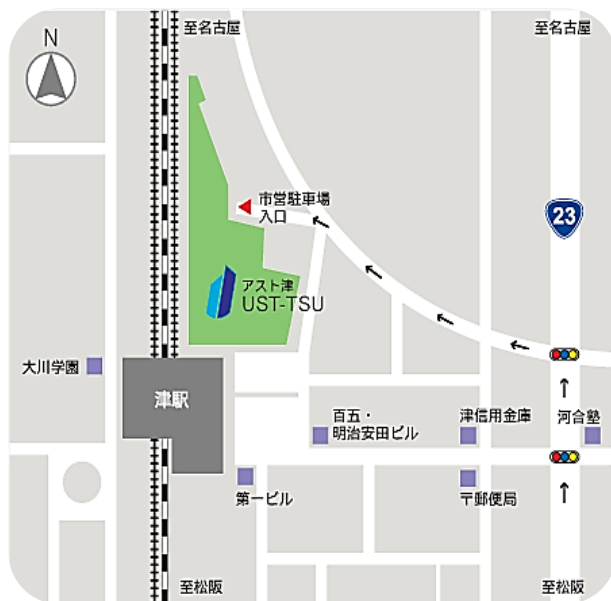 至名古屋
至名古屋
N
市営駐車場
入口
23
アスト津
UST-TSU
大川学園
津駅
百五・
明治安田ビル
津信用金庫
河合塾
第一ビル
〒郵便局
至松阪
至松阪